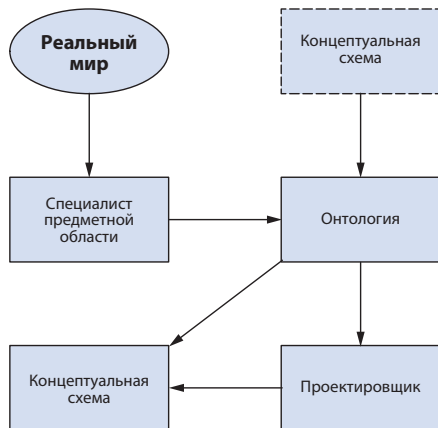 Реальный
мир
Концептуальная
схема
Специалист
предметной
области
Онтология
Концептуальная
схема
Проектировщик